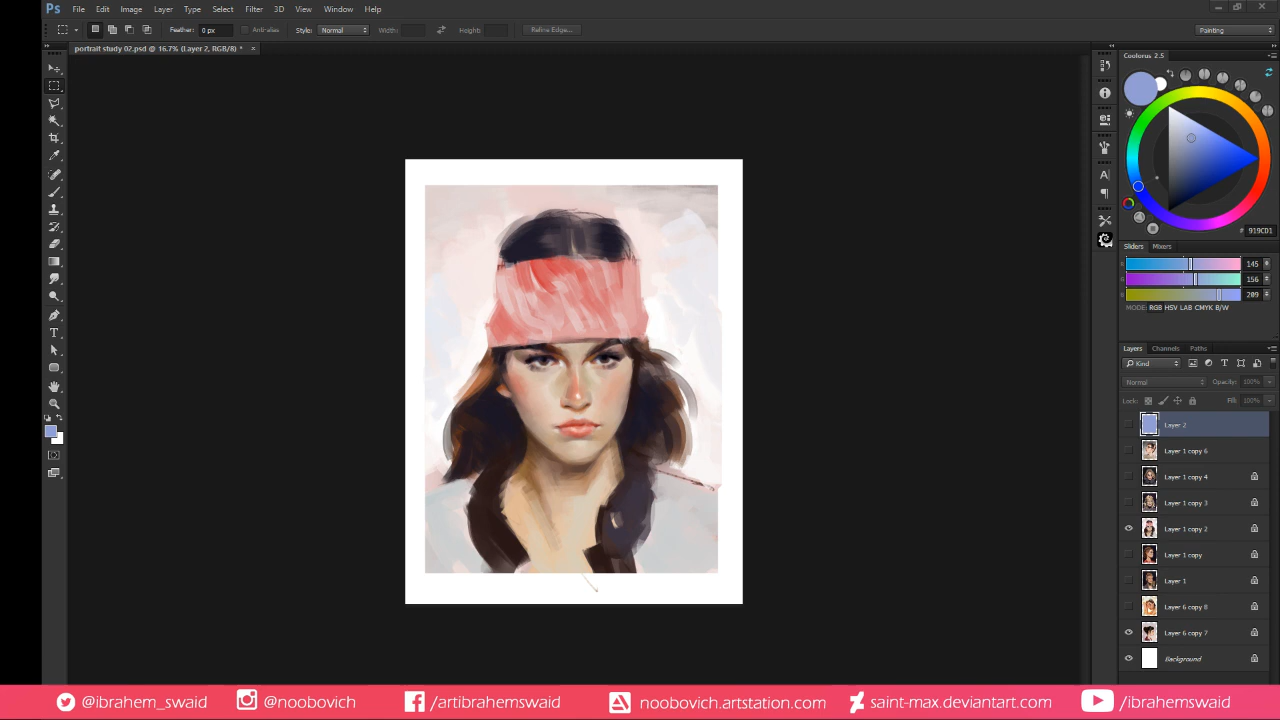 Ps File Edit Image Layer Type Select Filter 3D View Window Help
Feather: 0 px Anti-alias Style: Normal Width: Height: Refine Edge... Painting
portrait study 02.psd @ 16.7% (Layer 2, RGB/8) *
Coolorus 2.5
# 919CD1
Sliders Mixers
145
156
209
MODE: RGB HSV LAB CMYK B/W
Layers Channels Paths
Kind
Normal Opacity: 100%
Lock: Fill: 100%
Layer 2
Layer 1 copy 6
Layer 1 copy 4
Layer 1 copy 3
Layer 1 copy 2
Layer 1 copy
Layer 1
Layer 6 copy 8
Layer 6 copy 7
Background
@ibrahem_swaid @noobovich /artibrahemswaid noobovich.artstation.com saint-max.deviantart.com /ibrahemswaid